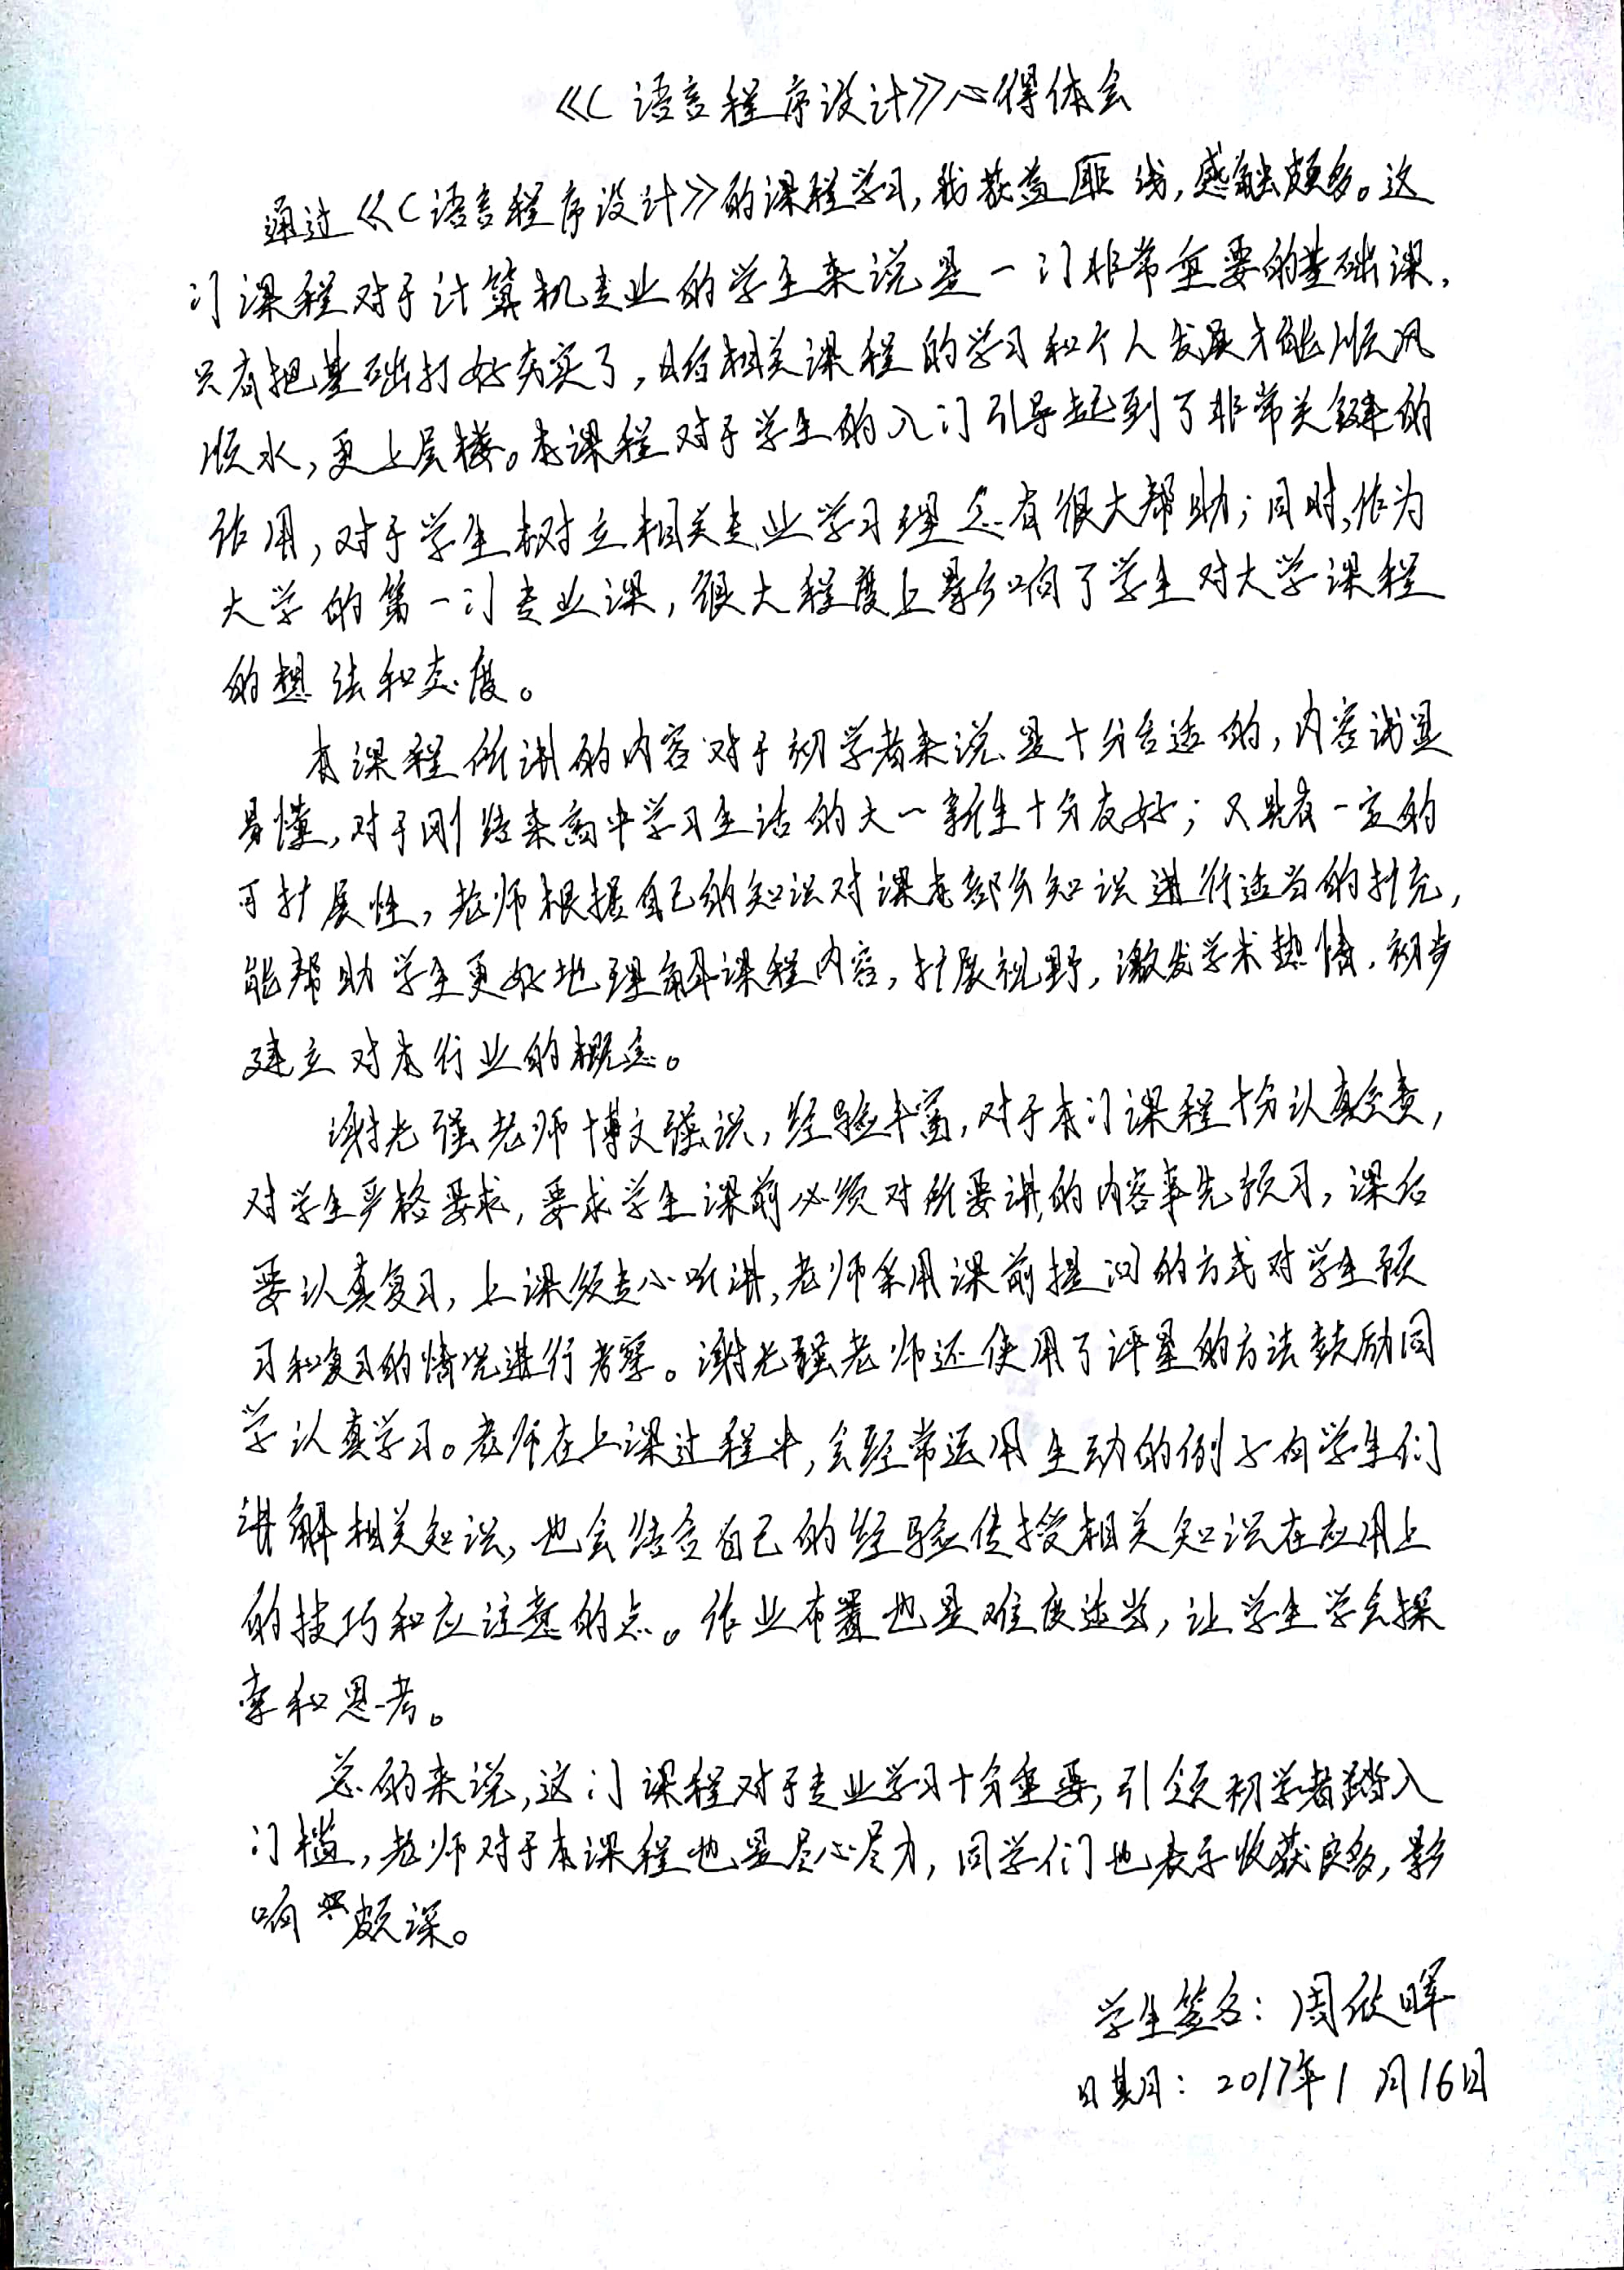 《C语言程序设计》心得体会
通过《C语言程序设计》的课程学习,我获益匪浅,感触颇多。这
门课程对于计算机专业的学生来说是一门非常重要的基础课,
只有把基础打好夯实了,日后相关课程的学习和个人发展才能顺风
顺水,更上层楼。本课程对于学生的入门引导起到了非常关键的
作用,对于学生树立相关专业学习理念有很大帮助;同时,作为
大学的第一门专业课,很大程度上影响了学生对大学课程
的想法和态度。
本课程所讲的内容对于初学者来说是十分合适的,内容浅显
易懂,对于刚结束高中学习生活的大一新生十分友好;又具有一定的
可扩展性,老师根据自己的知识对课本部分知识进行适当的扩充,
能帮助学生更好地理解课程内容,扩展视野,激发学术热情,初步
建立对本行业的概念。
谢光强老师博文强识,经验丰富,对于本门课程十分认真负责,
对学生严格要求,要求学生课前必须对所要讲的内容事先预习,课后
要认真复习,上课须专心听讲,老师采用课前提问的方式对学生预
习和复习的情况进行考察。谢光强老师还使用了评星的方法鼓励同
学认真学习。老师在上课过程中,会经常运用生动的例子向学生们
讲解相关知识,也会结合自己的经验传授相关知识在应用上
的技巧和应注意的点。作业布置也是难度适当,让学生学会探
索和思考。
总的来说,这门课程对于专业学习十分重要,引领初学者踏入
门槛,老师对于本课程也是尽心尽力,同学们也表示收获良多,影
响颇深。
学生签名:周欣晖
日期:2017年1月16日